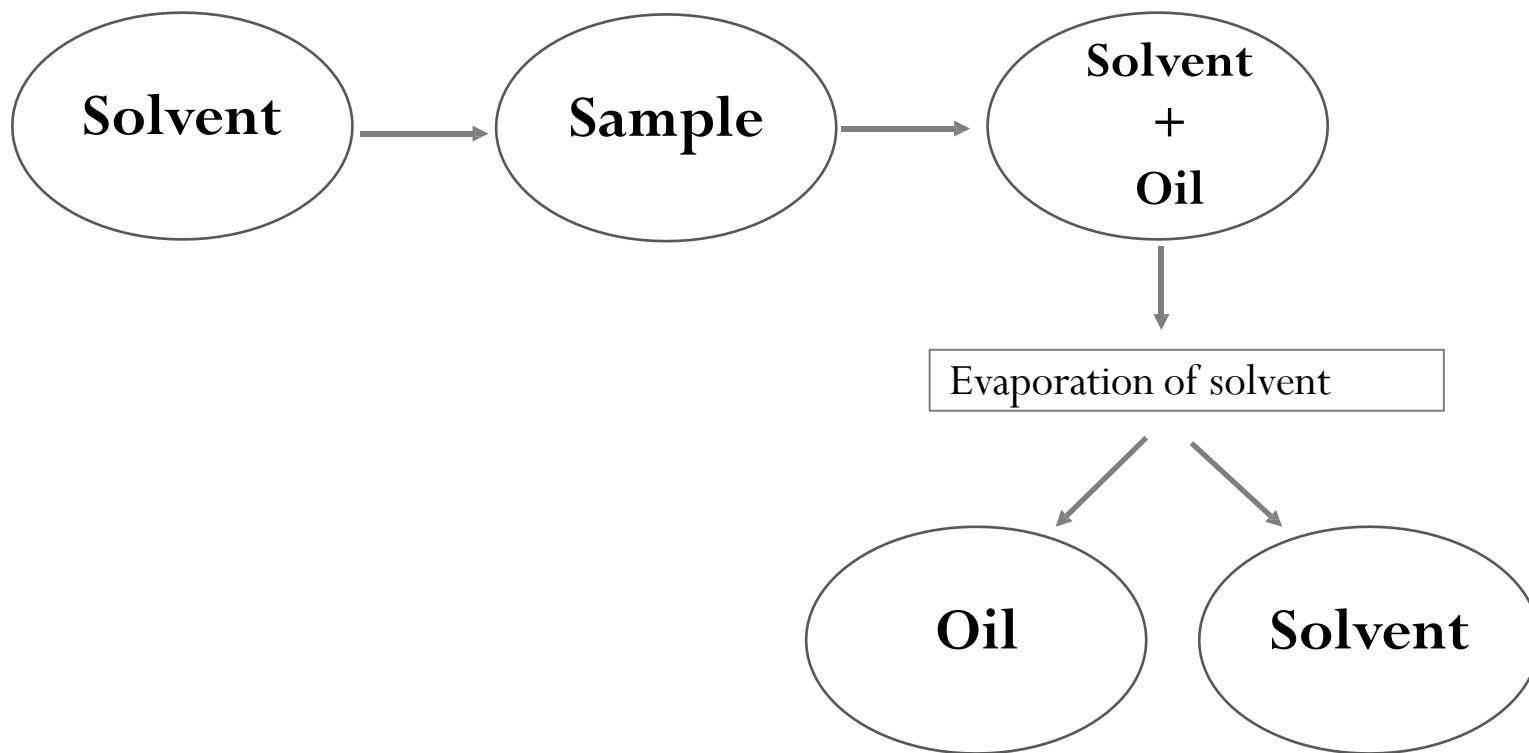 Solvent
Sample
Solvent
+
Oil
Evaporation of solvent
Oil
Solvent